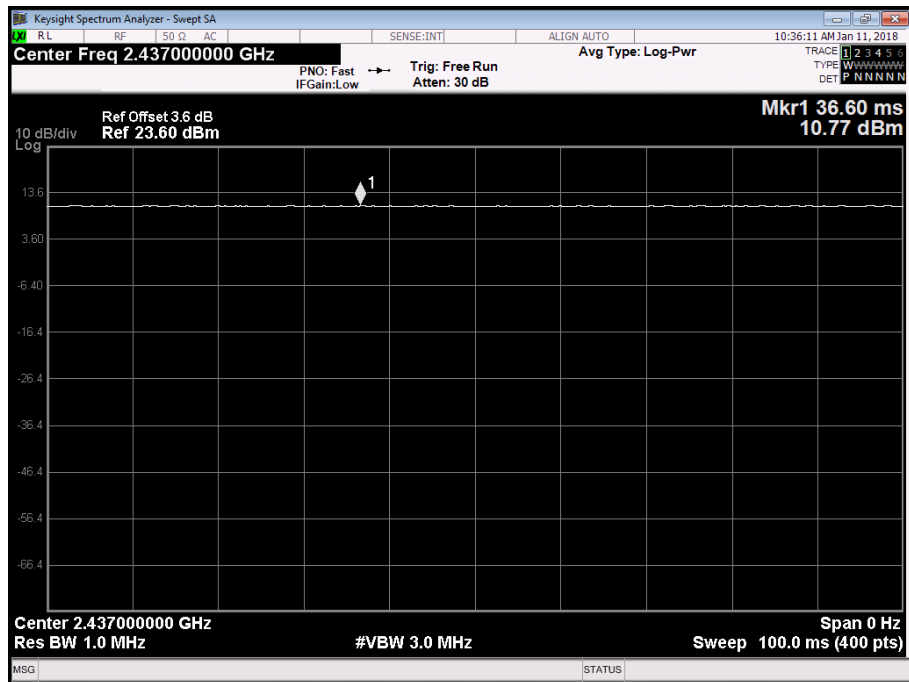 Keysight Spectrum Analyzer - Swept SA
LXI RL RF 50 Ω AC SENSE:INT ALIGN AUTO 10:36:11 AM Jan 11, 2018
Center Freq 2.437000000 GHz
PNO: Fast
IFGain:Low
Trig: Free Run
Atten: 30 dB
Avg Type: Log-Pwr
TRACE 1 2 3 4 5 6
TYPE WWWWWW
DET P NNNNN
Mkr1 36.60 ms
10.77 dBm
Ref Offset 3.6 dB
10 dB/div Ref 23.60 dBm
Log
1
13.6
3.60
-6.40
-16.4
-26.4
-36.4
-46.4
-56.4
-66.4
Center 2.437000000 GHz Span 0 Hz
Res BW 1.0 MHz #VBW 3.0 MHz Sweep 100.0 ms (400 pts)
MSG STATUS